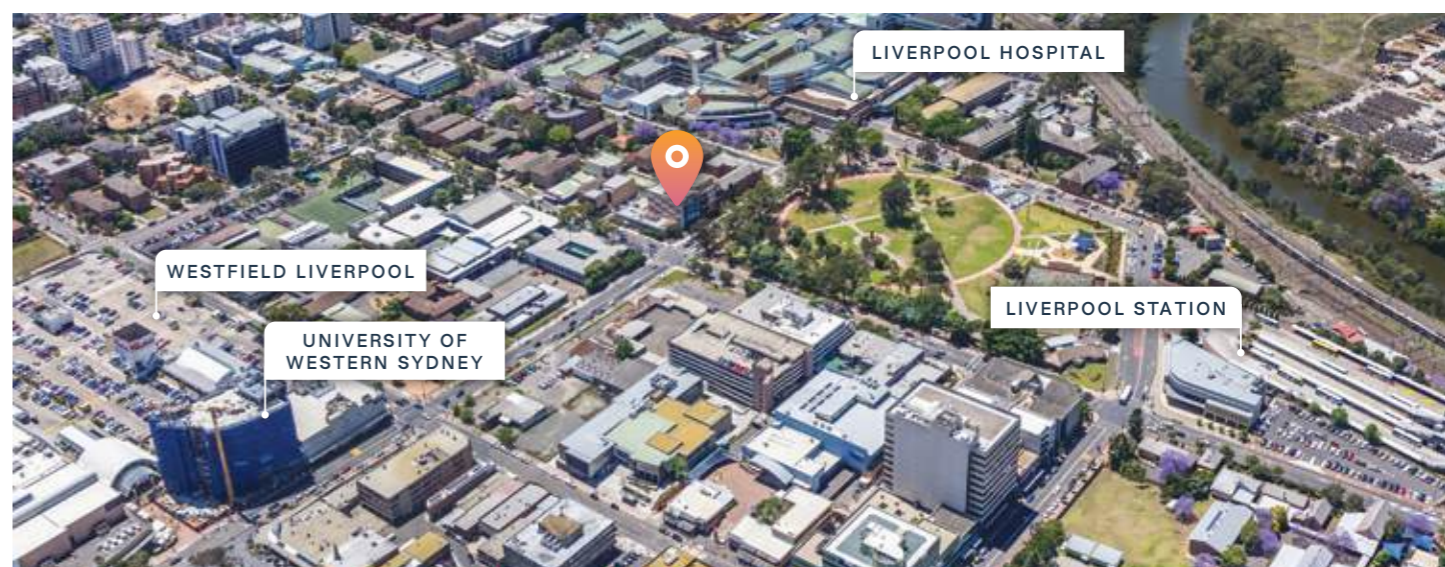 LIVERPOOL HOSPITAL
WESTFIELD LIVERPOOL
LIVERPOOL STATION
UNIVERSITY OF
WESTERN SYDNEY